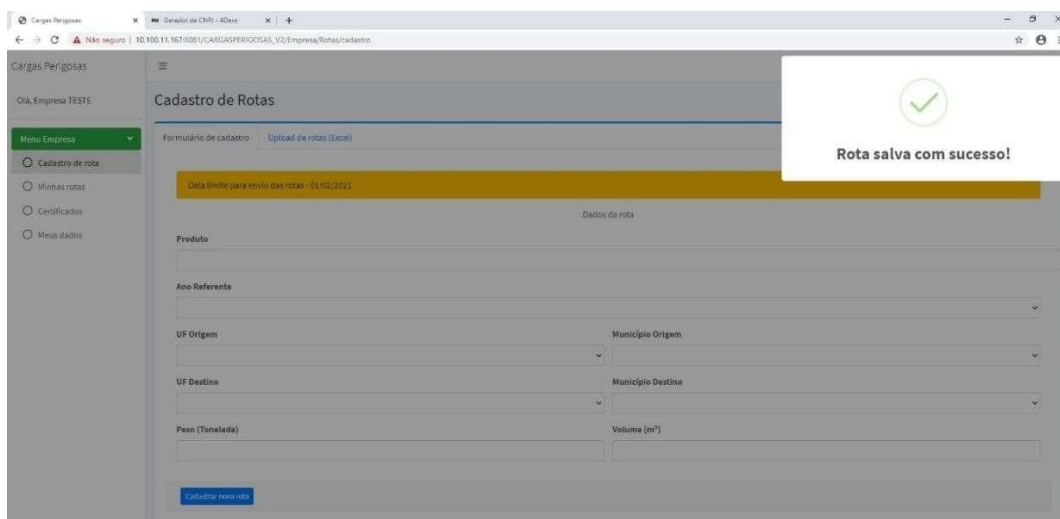 Cargas Perigosas
Gerador de CNPJ - 4Devs
Não seguro | 10.100.11.167:8081/CARGASPERIGOSAS_V2/Empresa/Rotas/cadastro
Cargas Perigosas
Olá, Empresa TESTE
Cadastro de Rotas
Rota salva com sucesso!
Menu Empresa
Cadastro de rota
Minhas rotas
Certificados
Meus dados
Formulário de cadastro
Upload de rotas (Excel)
Data limite para envio das rotas - 01/02/2021
Dados da rota
Produto
Ano Referente
UF Origem
Município Origem
UF Destino
Município Destino
Peso (Tonelada)
Volume (m³)
Cadastrar nova rota